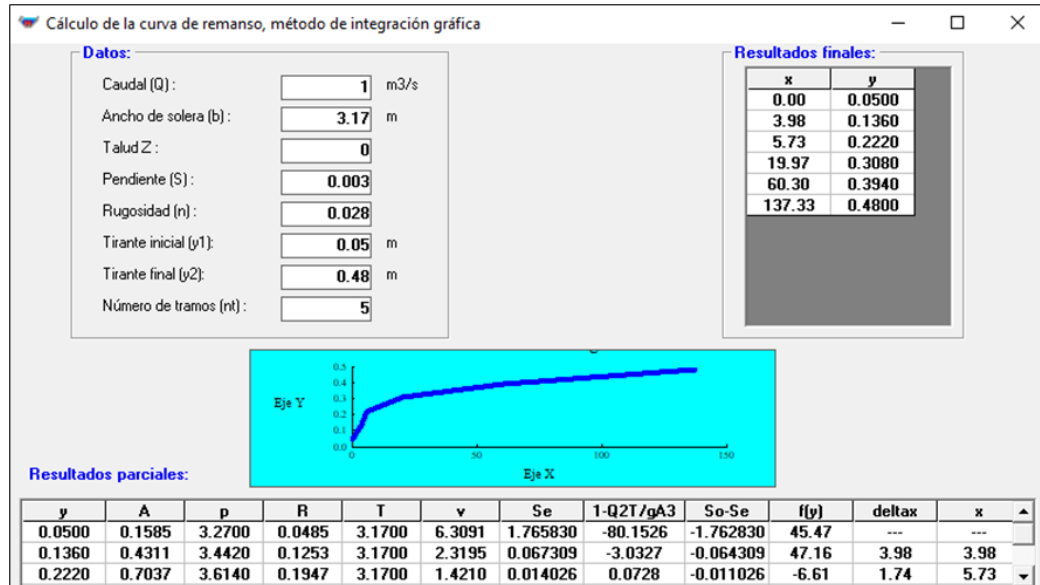 Cálculo de la curva de remanso, método de integración gráfica
Datos:
Caudal (Q) : 1 m3/s
Ancho de solera (b) : 3.17 m
Talud Z : 0
Pendiente (S) : 0.003
Rugosidad (n) : 0.028
Tirante inicial (y1): 0.05 m
Tirante final (y2): 0.48 m
Número de tramos (nt) : 5
Resultados finales:
x y
0.00 0.0500
3.98 0.1360
5.73 0.2220
19.97 0.3080
60.30 0.3940
137.33 0.4800
0.5
0.4
0.3
0.2
0.1
0.0
Eje Y
0 50 100 150
Eje X
Resultados parciales:
y A p R T v Se 1-Q2T/gA3 So-Se f(y) deltax x
0.0500 0.1585 3.2700 0.0485 3.1700 6.3091 1.765830 -80.1526 -1.762830 45.47 --- ---
0.1360 0.4311 3.4420 0.1253 3.1700 2.3195 0.067309 -3.0327 -0.064309 47.16 3.98 3.98
0.2220 0.7037 3.6140 0.1947 3.1700 1.4210 0.014026 0.0728 -0.011026 -6.61 1.74 5.73